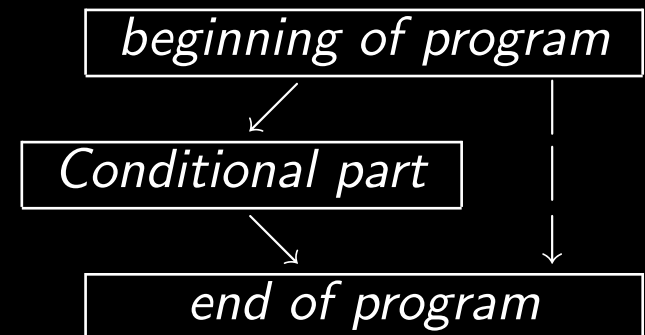 beginning of program
Conditional part
end of program